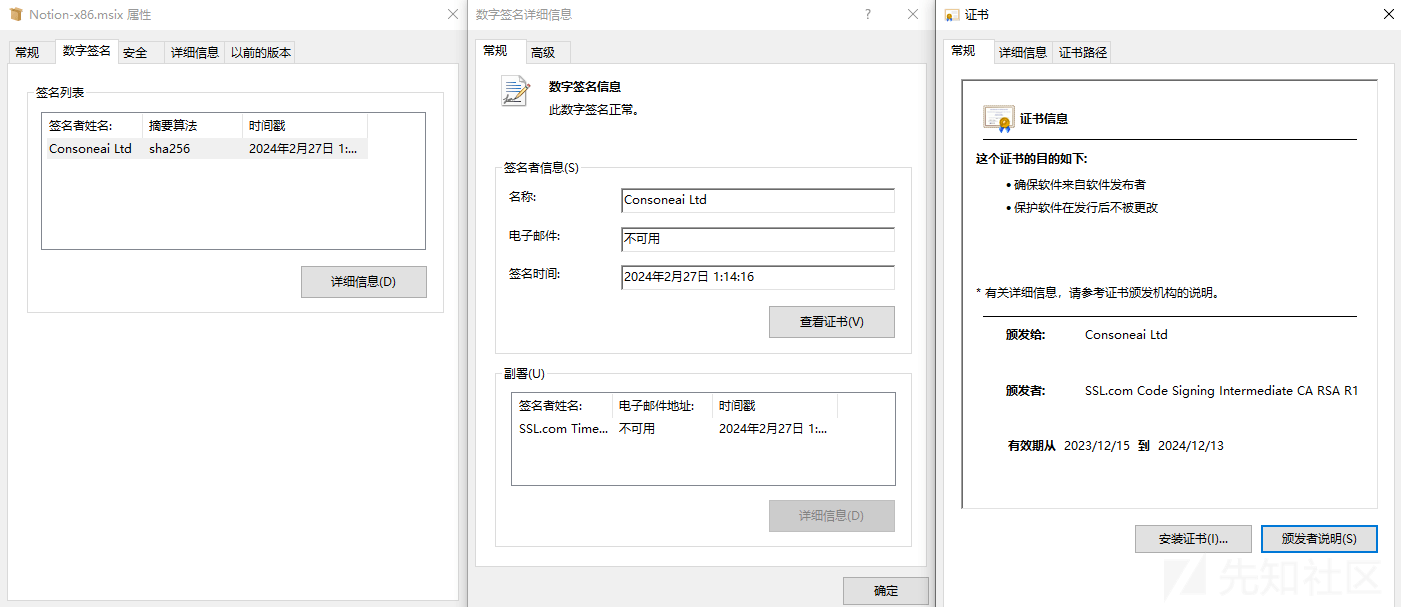 Notion-x86.msix 属性
常规 数字签名 安全 详细信息 以前的版本
签名列表
签名者姓名: 摘要算法 时间戳
Consoneai Ltd sha256 2024年2月27日 1:...
详细信息(D)
数字签名详细信息 ?
常规 高级
数字签名信息
此数字签名正常。
签名者信息(S)
名称: Consoneai Ltd
电子邮件: 不可用
签名时间: 2024年2月27日 1:14:16
查看证书(V)
副署(U)
签名者姓名: 电子邮件地址: 时间戳
SSL.com Time... 不可用 2024年2月27日 1:...
详细信息(D)
确定
证书
常规 详细信息 证书路径
证书信息
这个证书的目的如下:
• 确保软件来自软件发布者
• 保护软件在发行后不被更改
* 有关详细信息，请参考证书颁发机构的说明。
颁发给: Consoneai Ltd
颁发者: SSL.com Code Signing Intermediate CA RSA R1
有效期从 2023/12/15 到 2024/12/13
安装证书(I)... 颁发者说明(S)
先知社区